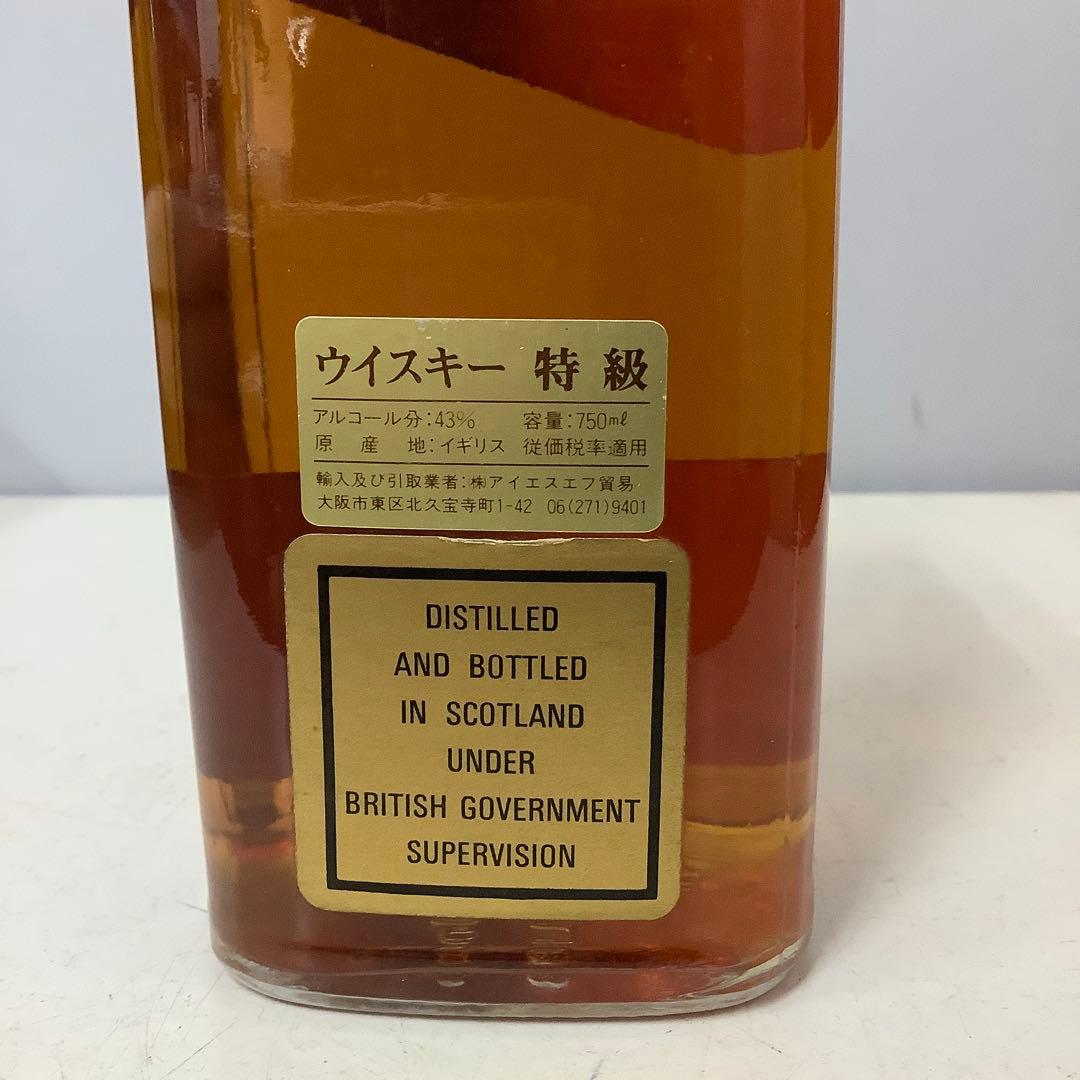 ウイスキー 特級
アルコール分:43% 容量:750mℓ
原産地:イギリス 従価税率適用
輸入及び引取業者:㈱アイエスエフ貿易
大阪市東区北久宝寺町1-42 06(271)9401
DISTILLED
AND BOTTLED
IN SCOTLAND
UNDER
BRITISH GOVERNMENT
SUPERVISION